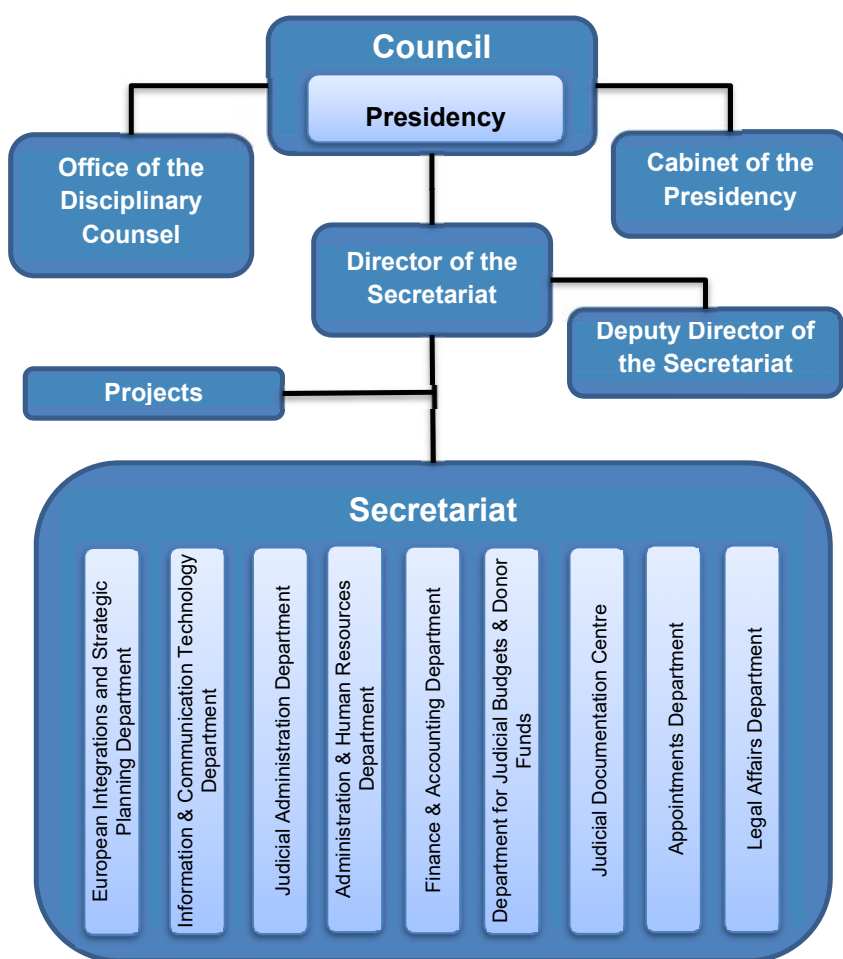 Council
Presidency
Office of the
Disciplinary
Counsel
Cabinet of the
Presidency
Director of the
Secretariat
Deputy Director of
the Secretariat
Projects
Secretariat
European Integrations and Strategic
Planning Department
Information & Communication Technology
Department
Judicial Administration Department
Administration & Human Resources
Department
Finance & Accounting Department
Department for Judicial Budgets & Donor
Funds
Judicial Documentation Centre
Appointments Department
Legal Affairs Department